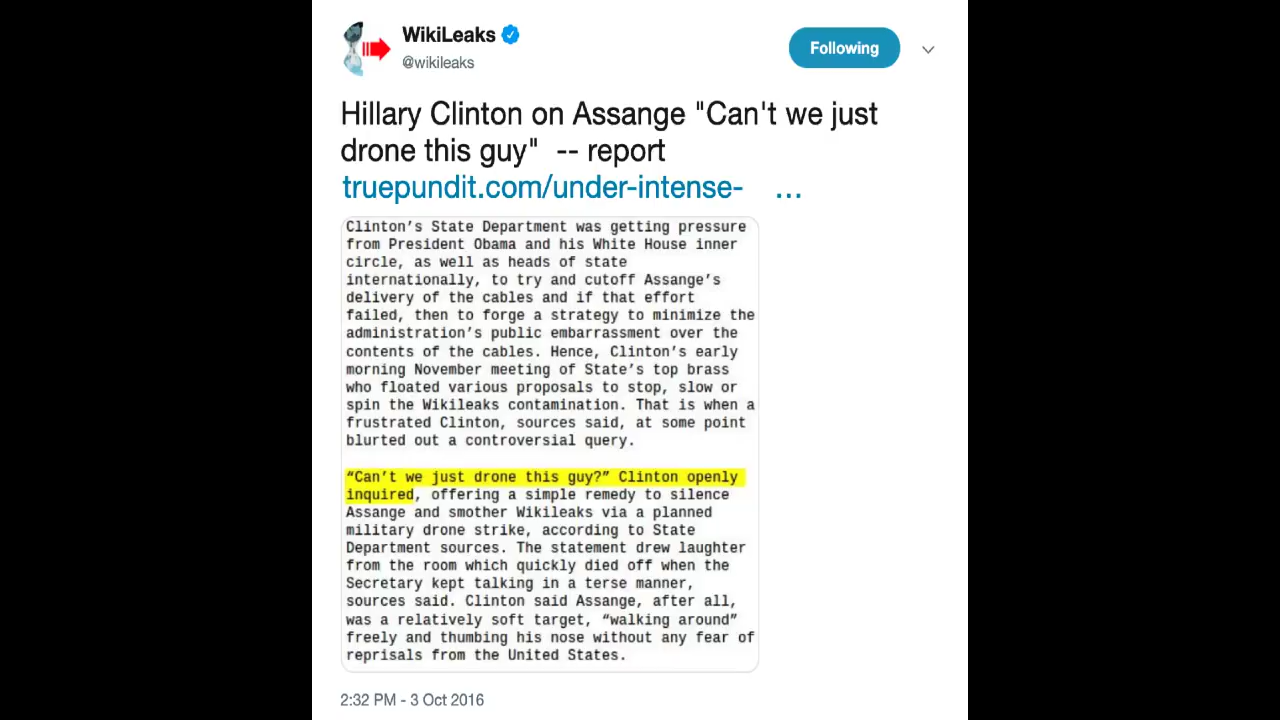 WikiLeaks
@wikileaks
Following
Hillary Clinton on Assange "Can't we just
drone this guy"  -- report
truepundit.com/under-intense- ...
Clinton's State Department was getting pressure
from President Obama and his White House inner
circle, as well as heads of state
internationally, to try and cutoff Assange's
delivery of the cables and if that effort
failed, then to forge a strategy to minimize the
administration's public embarrassment over the
contents of the cables. Hence, Clinton's early
morning November meeting of State's top brass
who floated various proposals to stop, slow or
spin the Wikileaks contamination. That is when a
frustrated Clinton, sources said, at some point
blurted out a controversial query.
“Can't we just drone this guy?” Clinton openly
inquired, offering a simple remedy to silence
Assange and smother Wikileaks via a planned
military drone strike, according to State
Department sources. The statement drew laughter
from the room which quickly died off when the
Secretary kept talking in a terse manner,
sources said. Clinton said Assange, after all,
was a relatively soft target, “walking around”
freely and thumbing his nose without any fear of
reprisals from the United States.
2:32 PM - 3 Oct 2016